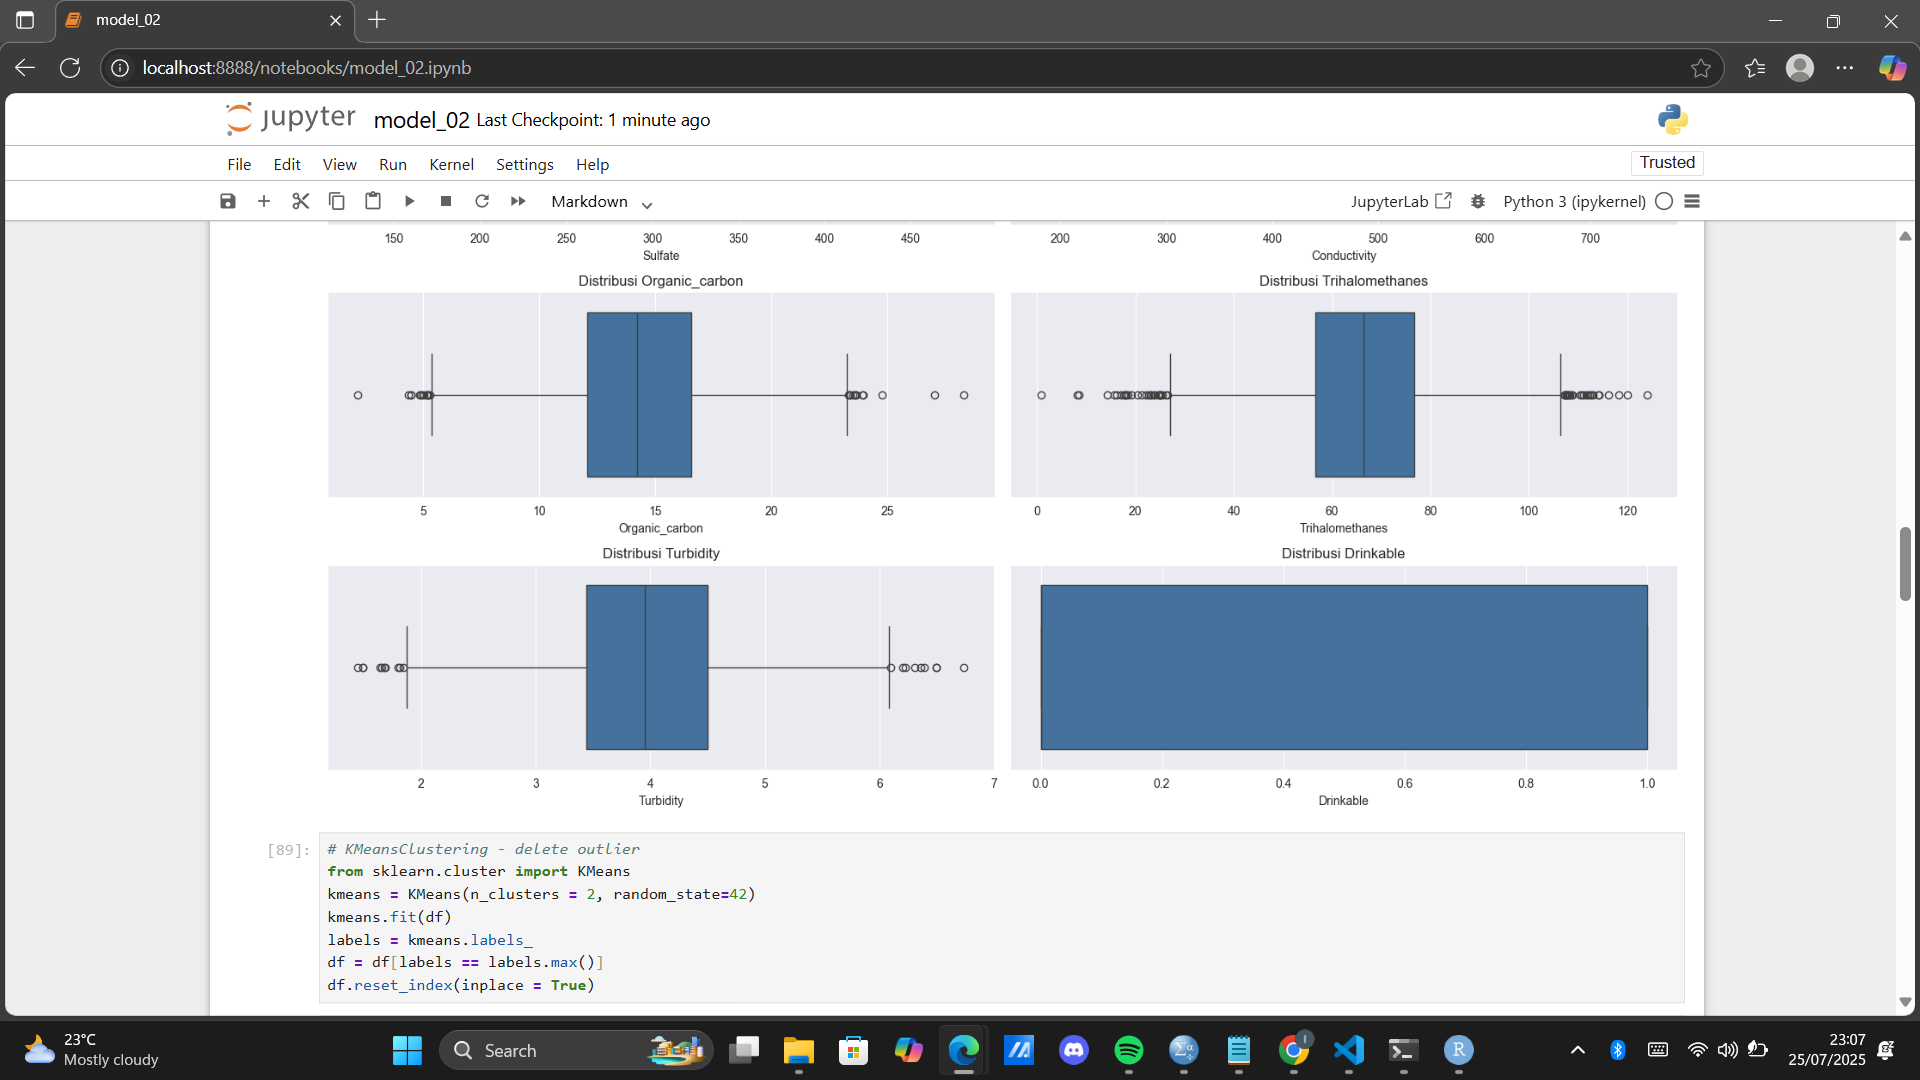 model_02
localhost:8888/notebooks/model_02.ipynb
jupyter model_02 Last Checkpoint: 1 minute ago
File Edit View Run Kernel Settings Help
Trusted
Markdown
JupyterLab
Python 3 (ipykernel)
150 200 250 300 350 400 450
Sulfate
200 300 400 500 600 700
Conductivity
Distribusi Organic_carbon
5 10 15 20 25
Organic_carbon
Distribusi Trihalomethanes
0 20 40 60 80 100 120
Trihalomethanes
Distribusi Turbidity
2 3 4 5 6 7
Turbidity
Distribusi Drinkable
0.0 0.2 0.4 0.6 0.8 1.0
Drinkable
[89]:
# KMeansClustering - delete outlier
from sklearn.cluster import KMeans
kmeans = KMeans(n_clusters = 2, random_state=42)
kmeans.fit(df)
labels = kmeans.labels_
df = df[labels == labels.max()]
df.reset_index(inplace = True)
23°C
Mostly cloudy
Search
23:07
25/07/2025